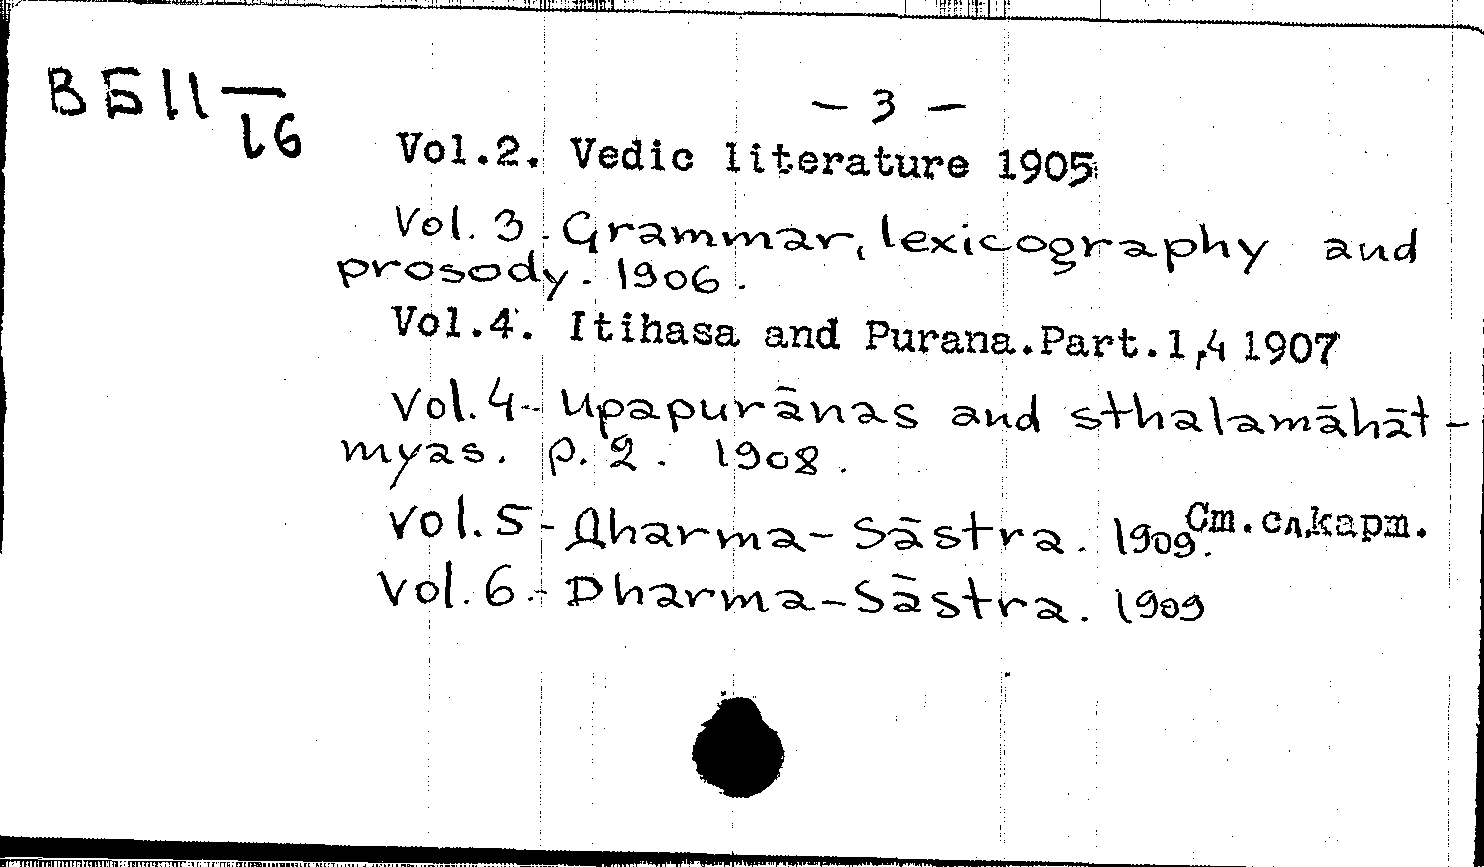 ВБ11—
16
— 3 —
Vol.2. Vedic literature 1905
Vol. 3. Grammar, lexicography and
prosody. 1906.
Vol.4. Itihasa and Purana.Part.1,4 1907
Vol. 4- Upapurānas and sthalamāhāt-
myas. p. 2. 1908.
Vol. 5- Dharma-Sāstra. 1909. См.сл.карт.
Vol. 6.- Dharma-Sāstra. 1909